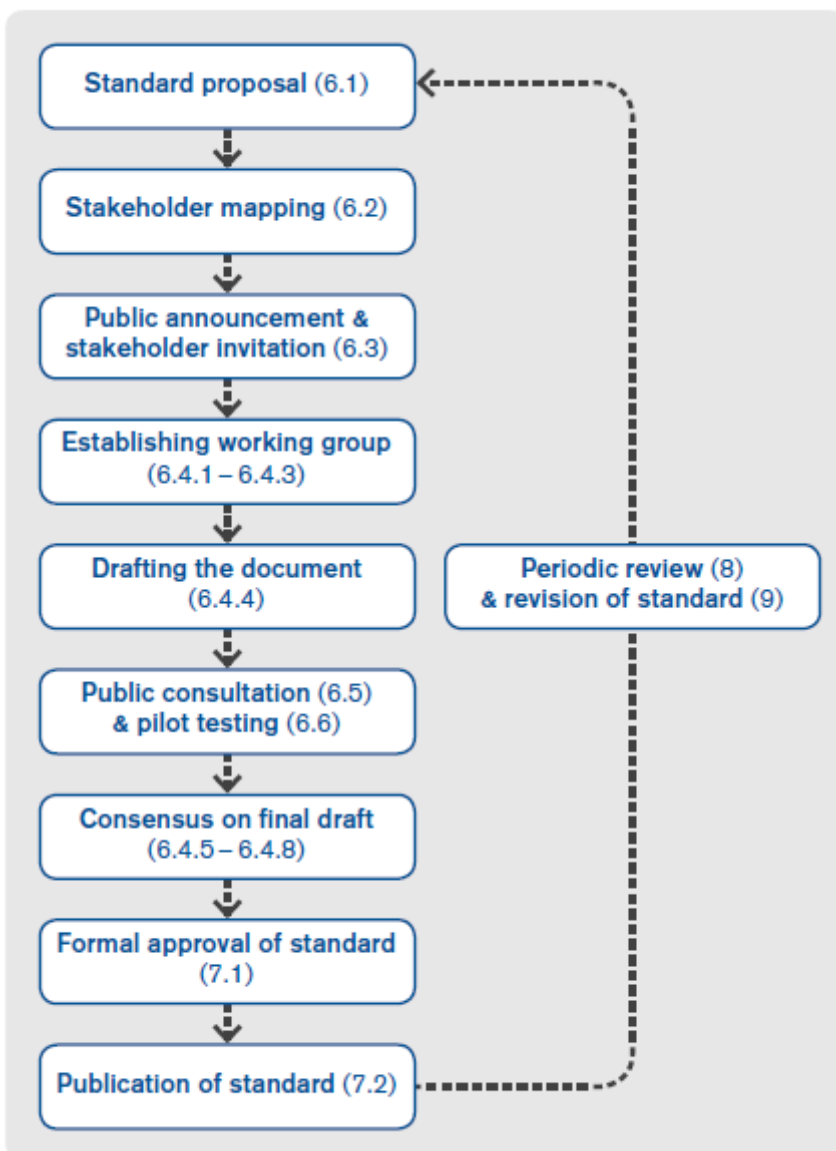 Standard proposal (6.1)
Stakeholder mapping (6.2)
Public announcement &
stakeholder invitation (6.3)
Establishing working group
(6.4.1 – 6.4.3)
Drafting the document
(6.4.4)
Periodic review (8)
& revision of standard (9)
Public consultation (6.5)
& pilot testing (6.6)
Consensus on final draft
(6.4.5 – 6.4.8)
Formal approval of standard
(7.1)
Publication of standard (7.2)